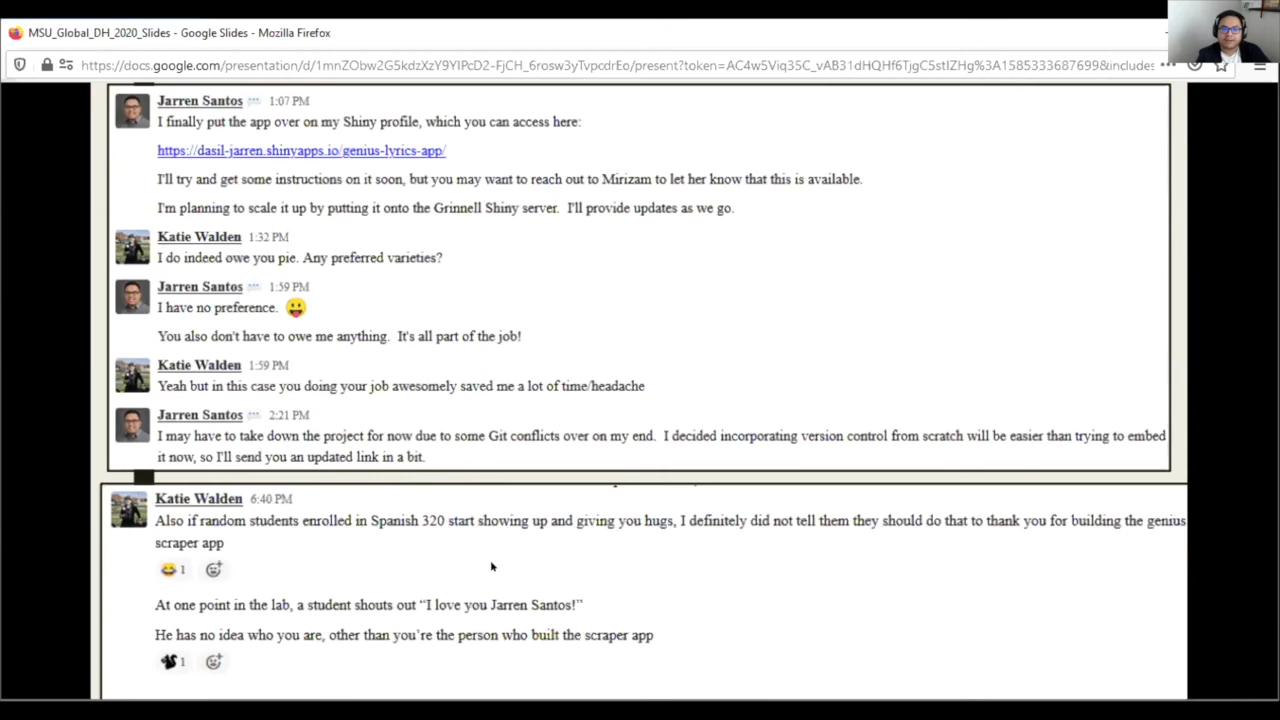 MSU_Global_DH_2020_Slides - Google Slides - Mozilla Firefox
https://docs.google.com/presentation/d/1mnZObw2G5kdzXzY9YIPcD2-FjCH_6rosw3yTvpcdrEo/present?token=AC4w5Viq35C_vAB31dHQHf6TjgC5stIZHg%3A1585333687699&includes
Jarren Santos 1:07 PM
I finally put the app over on my Shiny profile, which you can access here:
https://dasil-jarren.shinyapps.io/genius-lyrics-app/
I'll try and get some instructions on it soon, but you may want to reach out to Mirizam to let her know that this is available.
I'm planning to scale it up by putting it onto the Grinnell Shiny server.  I'll provide updates as we go.
Katie Walden 1:32 PM
I do indeed owe you pie. Any preferred varieties?
Jarren Santos 1:59 PM
I have no preference. 😛
You also don't have to owe me anything.  It's all part of the job!
Katie Walden 1:59 PM
Yeah but in this case you doing your job awesomely saved me a lot of time/headache
Jarren Santos 2:21 PM
I may have to take down the project for now due to some Git conflicts over on my end.  I decided incorporating version control from scratch will be easier than trying to embed
it now, so I'll send you an updated link in a bit.
Katie Walden 6:40 PM
Also if random students enrolled in Spanish 320 start showing up and giving you hugs, I definitely did not tell them they should do that to thank you for building the genius
scraper app
😂 1
At one point in the lab, a student shouts out “I love you Jarren Santos!”
He has no idea who you are, other than you’re the person who built the scraper app
1